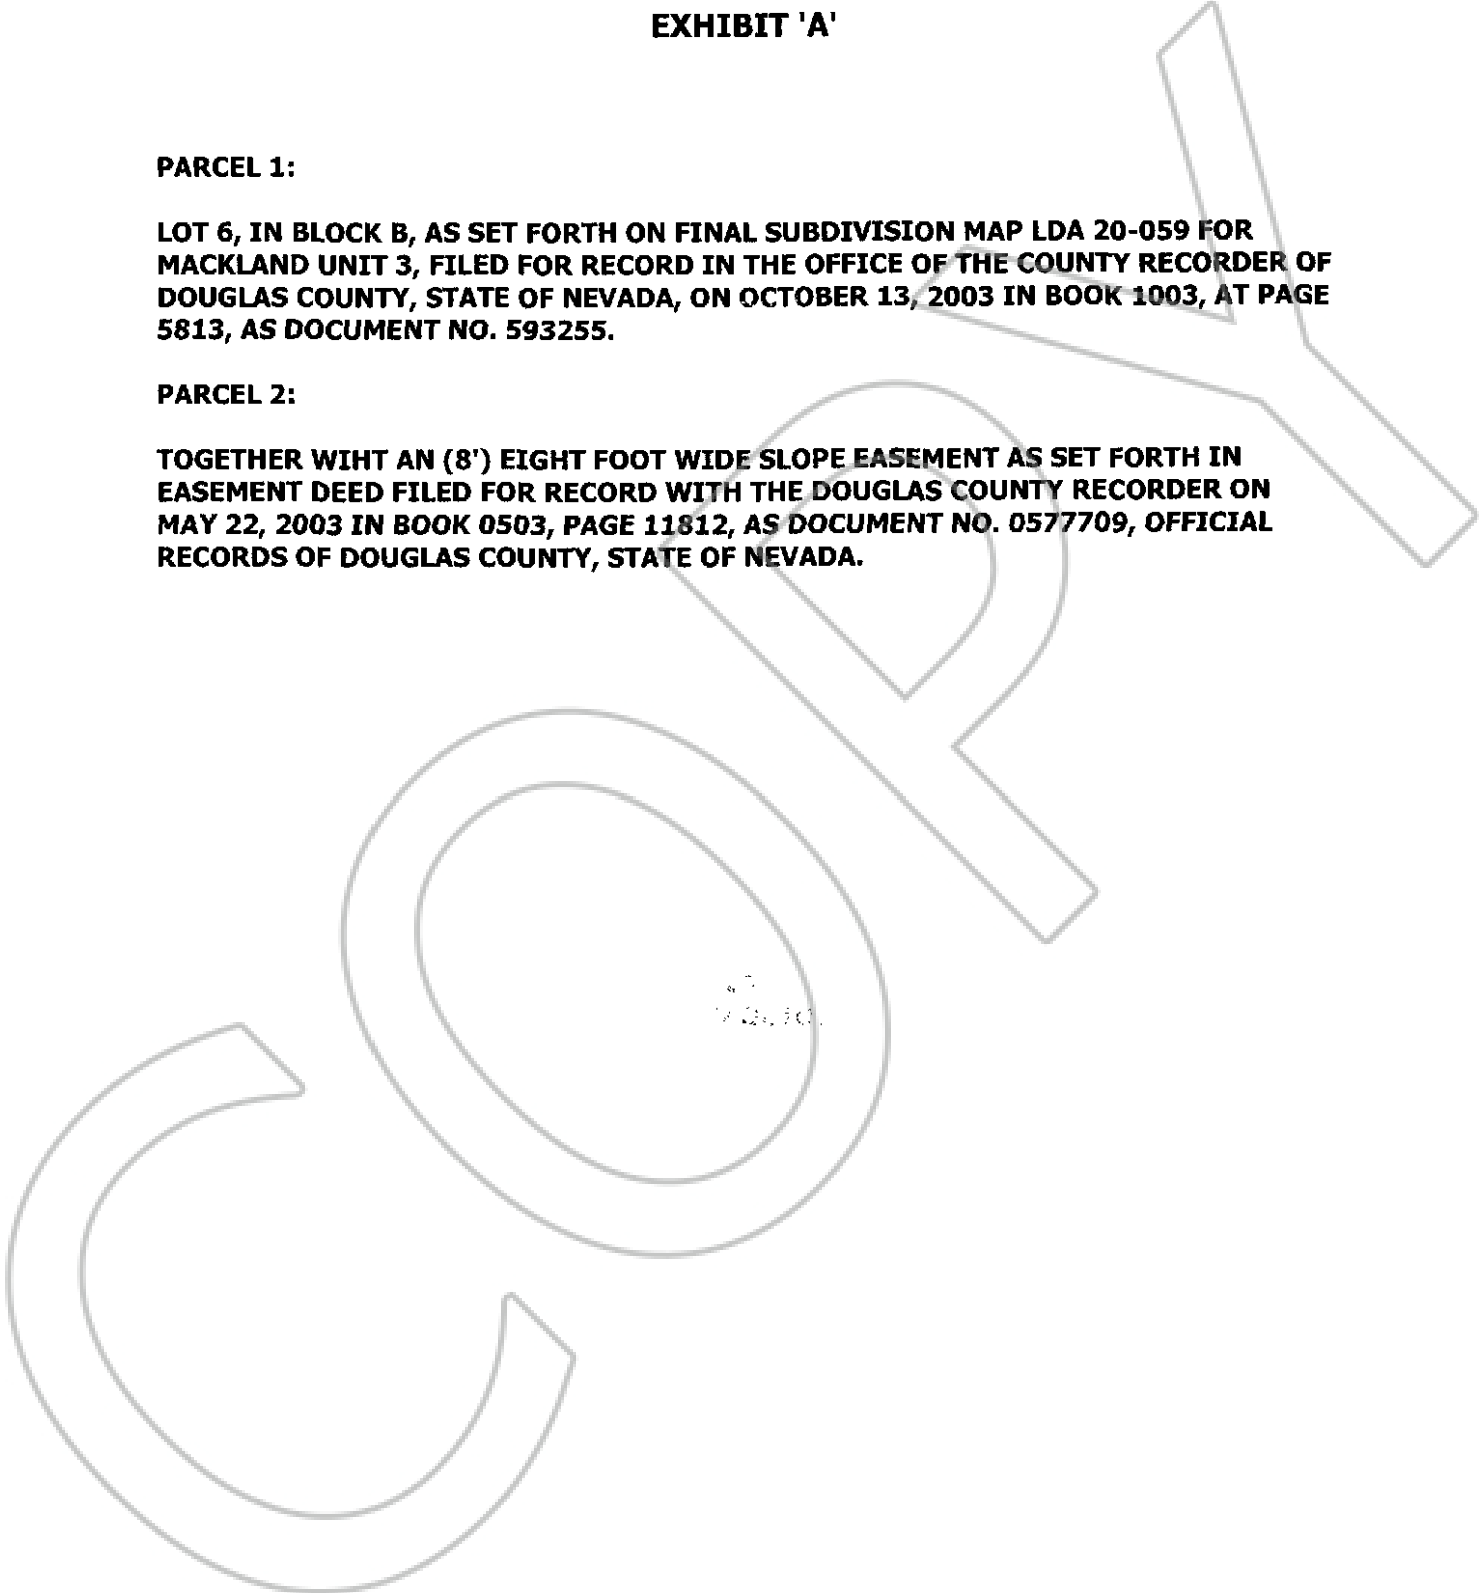 EXHIBIT 'A'
PARCEL 1:
LOT 6, IN BLOCK B, AS SET FORTH ON FINAL SUBDIVISION MAP LDA 20-059 FOR
MACKLAND UNIT 3, FILED FOR RECORD IN THE OFFICE OF THE COUNTY RECORDER OF
DOUGLAS COUNTY, STATE OF NEVADA, ON OCTOBER 13, 2003 IN BOOK 1003, AT PAGE
5813, AS DOCUMENT NO. 593255.
PARCEL 2:
TOGETHER WIHT AN (8') EIGHT FOOT WIDE SLOPE EASEMENT AS SET FORTH IN
EASEMENT DEED FILED FOR RECORD WITH THE DOUGLAS COUNTY RECORDER ON
MAY 22, 2003 IN BOOK 0503, PAGE 11812, AS DOCUMENT NO. 0577709, OFFICIAL
RECORDS OF DOUGLAS COUNTY, STATE OF NEVADA.
COPY